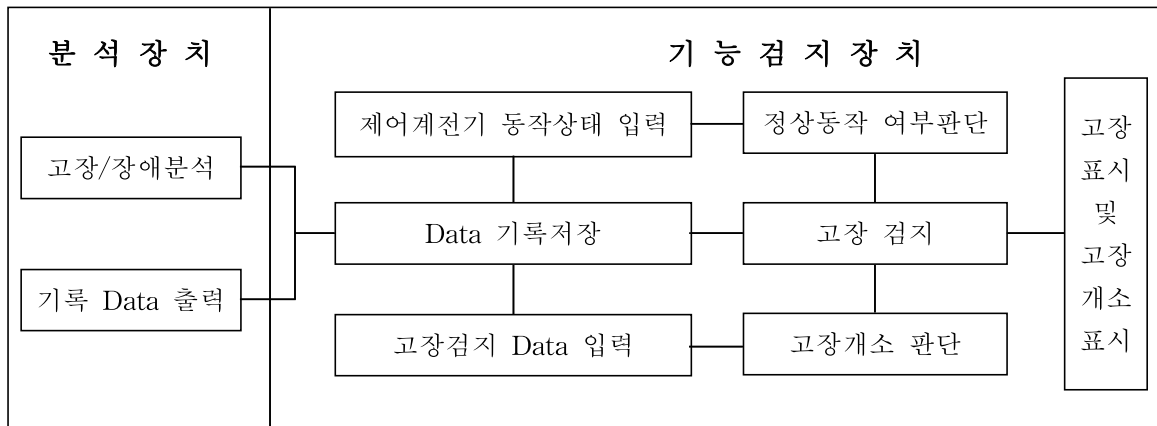 분 석 장 치
고장/장애분석
기록 Data 출력
기 능 검 지 장 치
제어계전기 동작상태 입력
정상동작 여부판단
Data 기록저장
고장 검지
고장검지 Data 입력
고장개소 판단
고장
표시
및
고장
개소
표시